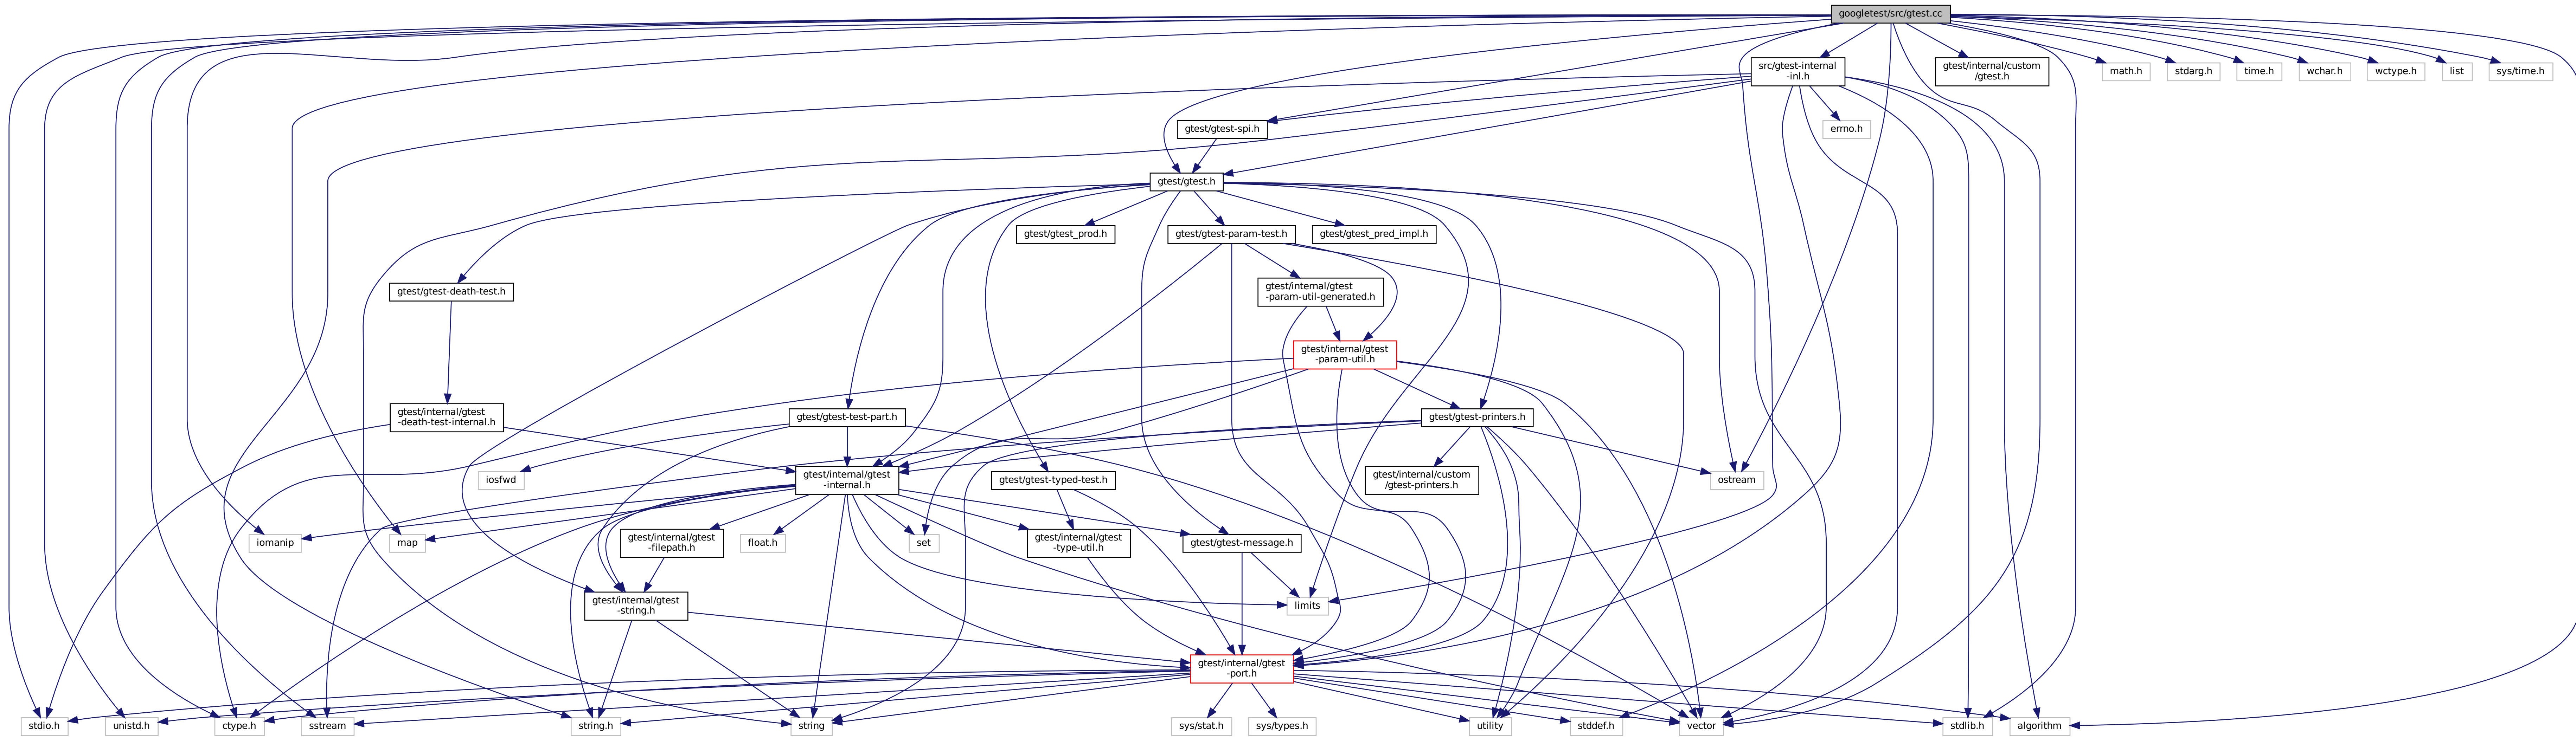 googletest/src/gtest.cc
src/gtest-internal
-inl.h
gtest/internal/custom
/gtest.h
math.h
stdarg.h
time.h
wchar.h
wctype.h
list
sys/time.h
gtest/gtest-spi.h
errno.h
gtest/gtest.h
gtest/gtest_prod.h
gtest/gtest-param-test.h
gtest/gtest_pred_impl.h
gtest/gtest-death-test.h
gtest/internal/gtest
-param-util-generated.h
gtest/internal/gtest
-param-util.h
gtest/internal/gtest
-death-test-internal.h
gtest/gtest-test-part.h
gtest/gtest-printers.h
iosfwd
gtest/internal/gtest
-internal.h
gtest/gtest-typed-test.h
gtest/internal/custom
/gtest-printers.h
ostream
iomanip
map
gtest/internal/gtest
-filepath.h
float.h
set
gtest/internal/gtest
-type-util.h
gtest/gtest-message.h
gtest/internal/gtest
-string.h
limits
gtest/internal/gtest
-port.h
stdio.h
unistd.h
ctype.h
sstream
string.h
string
sys/stat.h
sys/types.h
utility
stddef.h
vector
stdlib.h
algorithm